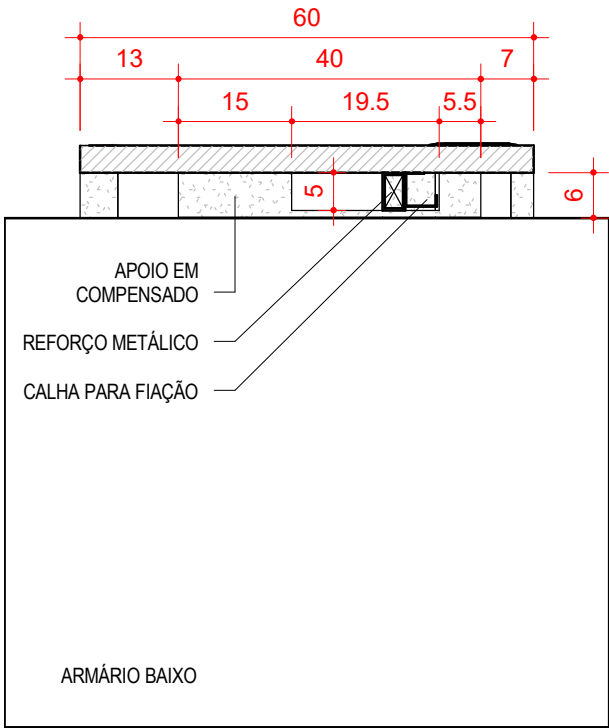 60
13 40 7
15 19.5 5.5
5
6
APOIO EM
COMPENSADO
REFORÇO METÁLICO
CALHA PARA FIAÇÃO
ARMÁRIO BAIXO